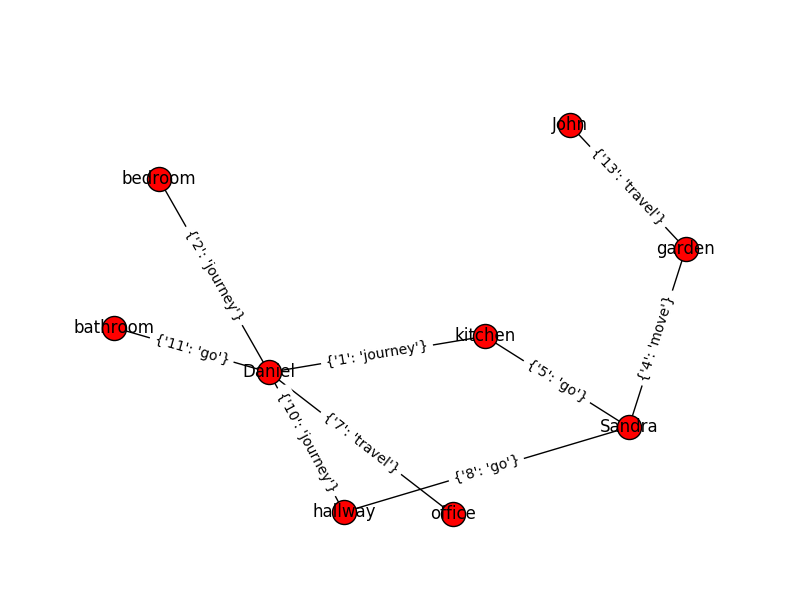 John
{'13': 'travel'}
bedroom
garden
{'2': 'journey'}
bathroom
{'11': 'go'}
kitchen
{'4': 'move'}
{'1': 'journey'}
Daniel
{'5': 'go'}
{'10': 'journey'}
{'7': 'travel'}
Sandra
{'8': 'go'}
hallway
office